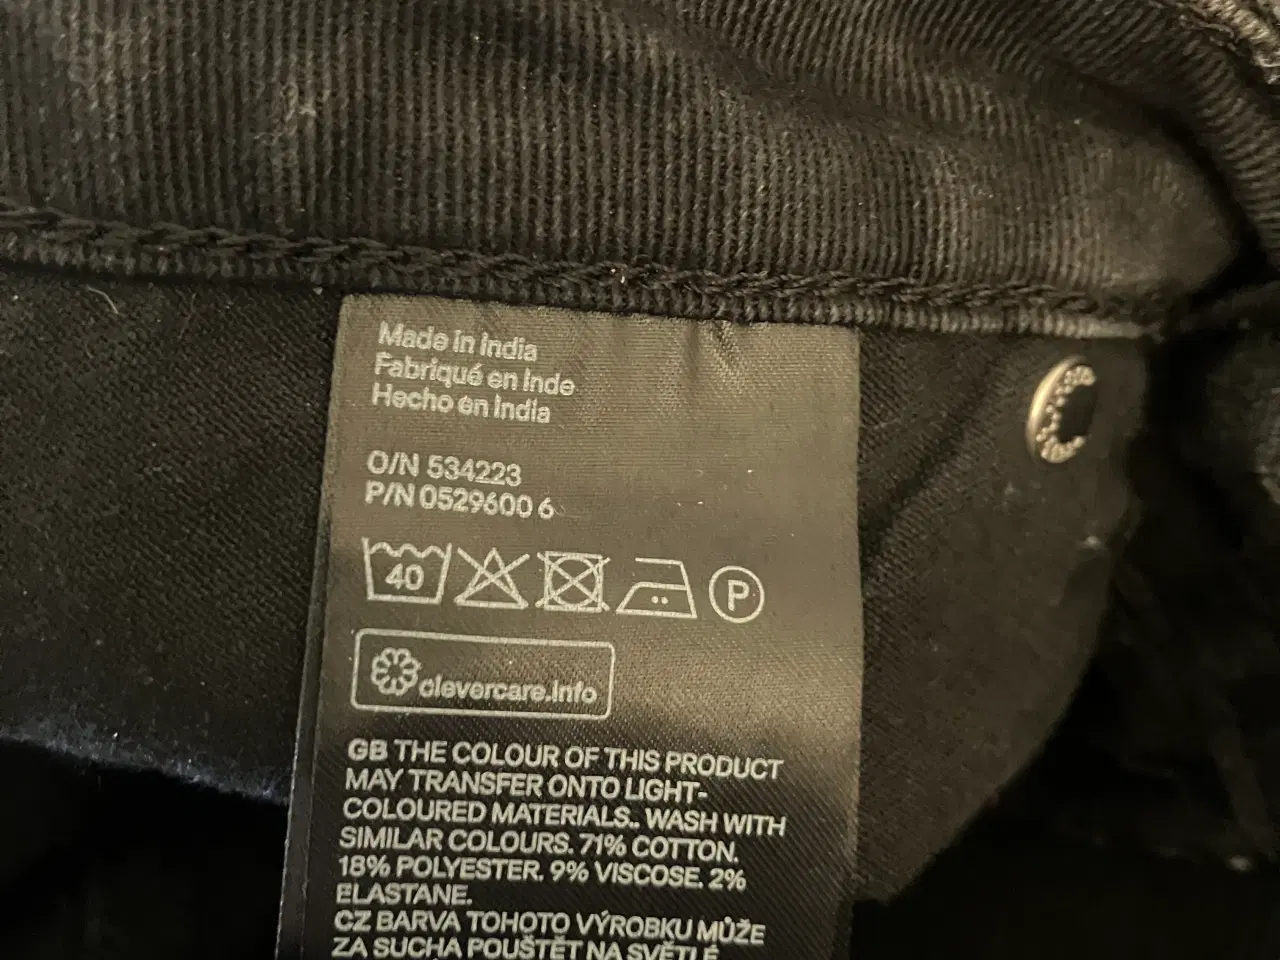 Made in India
Fabriqué en Inde
Hecho en India
O/N 534223
P/N 0529600 6
40
P
clevercare.info
GB THE COLOUR OF THIS PRODUCT
MAY TRANSFER ONTO LIGHT-
COLOURED MATERIALS.. WASH WITH
SIMILAR COLOURS. 71% COTTON.
18% POLYESTER. 9% VISCOSE. 2%
ELASTANE.
CZ BARVA TOHOTO VÝROBKU MŮŽE
ZA SUCHA POUŠTĚT NA SVĚTLÉ